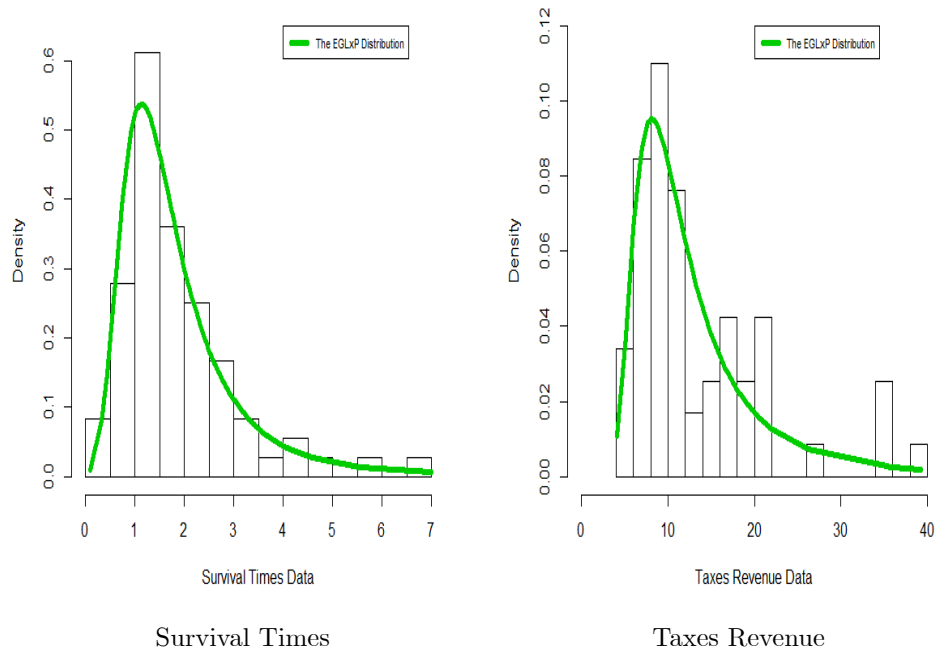 The EGLxP Distribution
Density
0.0 0.1 0.2 0.3 0.4 0.5 0.6
0 1 2 3 4 5 6 7
Survival Times Data
Survival Times
The EGLxP Distribution
Density
0.00 0.02 0.04 0.06 0.08 0.10 0.12
0 10 20 30 40
Taxes Revenue Data
Taxes Revenue